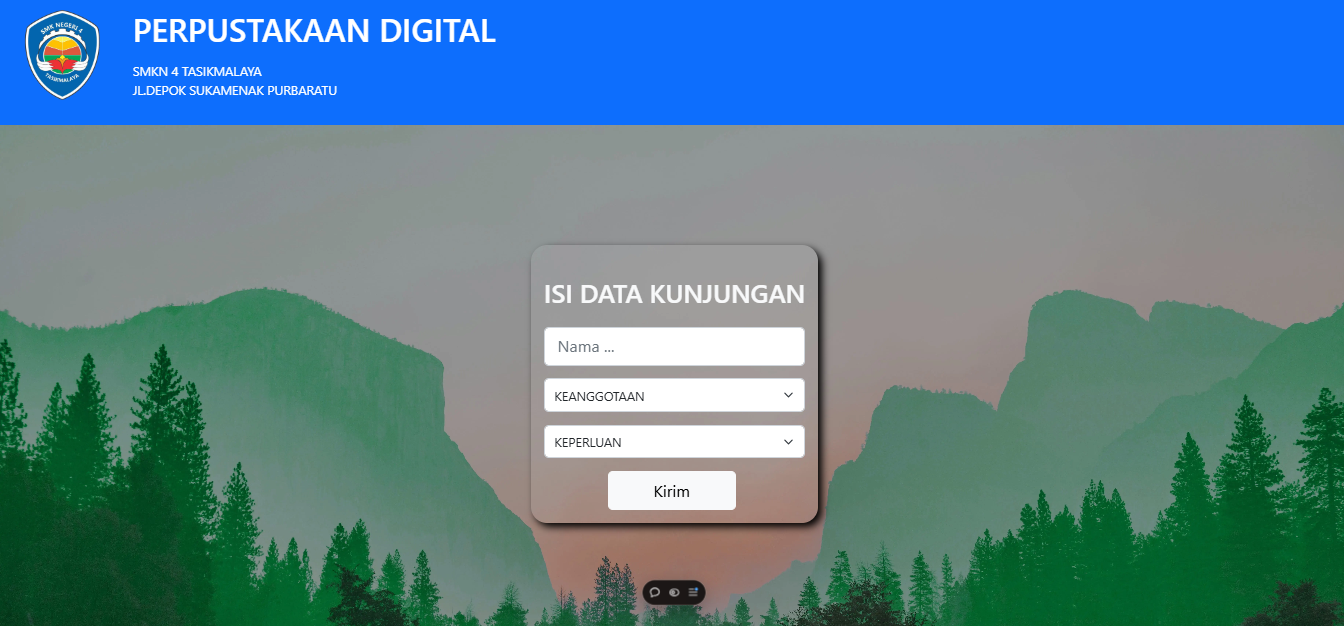 SMK NEGERI 4
TASIKMALAYA
PERPUSTAKAAN DIGITAL
SMKN 4 TASIKMALAYA
JL.DEPOK SUKAMENAK PURBARATU
ISI DATA KUNJUNGAN
Nama ...
KEANGGOTAAN
KEPERLUAN
Kirim